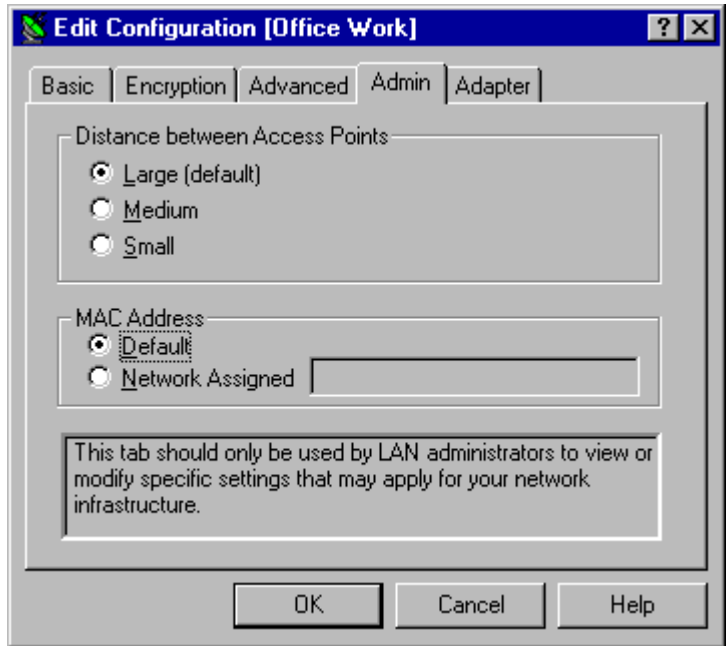 Edit Configuration [Office Work]
Basic Encryption Advanced Admin Adapter
Distance between Access Points
Large (default)
Medium
Small
MAC Address
Default
Network Assigned
This tab should only be used by LAN administrators to view or
modify specific settings that may apply for your network
infrastructure.
OK Cancel Help